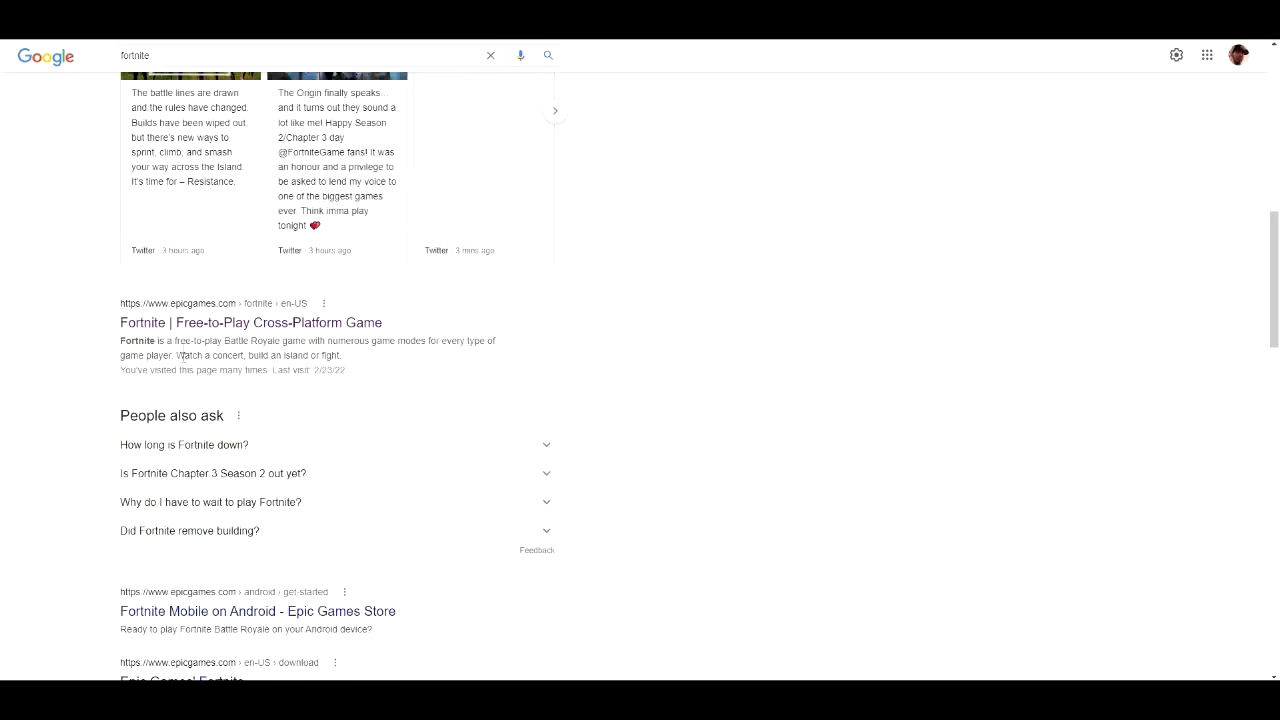 Google
fortnite
The battle lines are drawn
and the rules have changed.
Builds have been wiped out.
but there's new ways to
sprint, climb, and smash
your way across the Island.
It's time for – Resistance.
Twitter · 3 hours ago
The Origin finally speaks...
and it turns out they sound a
lot like me! Happy Season
2/Chapter 3 day
@FortniteGame fans! It was
an honour and a privilege to
be asked to lend my voice to
one of the biggest games
ever. Think imma play
tonight
Twitter · 3 hours ago
Twitter · 3 mins ago
https://www.epicgames.com › fortnite › en-US
Fortnite | Free-to-Play Cross-Platform Game
Fortnite is a free-to-play Battle Royale game with numerous game modes for every type of
game player. Watch a concert, build an island or fight.
You've visited this page many times. Last visit: 2/23/22
People also ask
How long is Fortnite down?
Is Fortnite Chapter 3 Season 2 out yet?
Why do I have to wait to play Fortnite?
Did Fortnite remove building?
Feedback
https://www.epicgames.com › android › get-started
Fortnite Mobile on Android - Epic Games Store
Ready to play Fortnite Battle Royale on your Android device?
https://www.epicgames.com › en-US › download
Epic Games' Fortnite